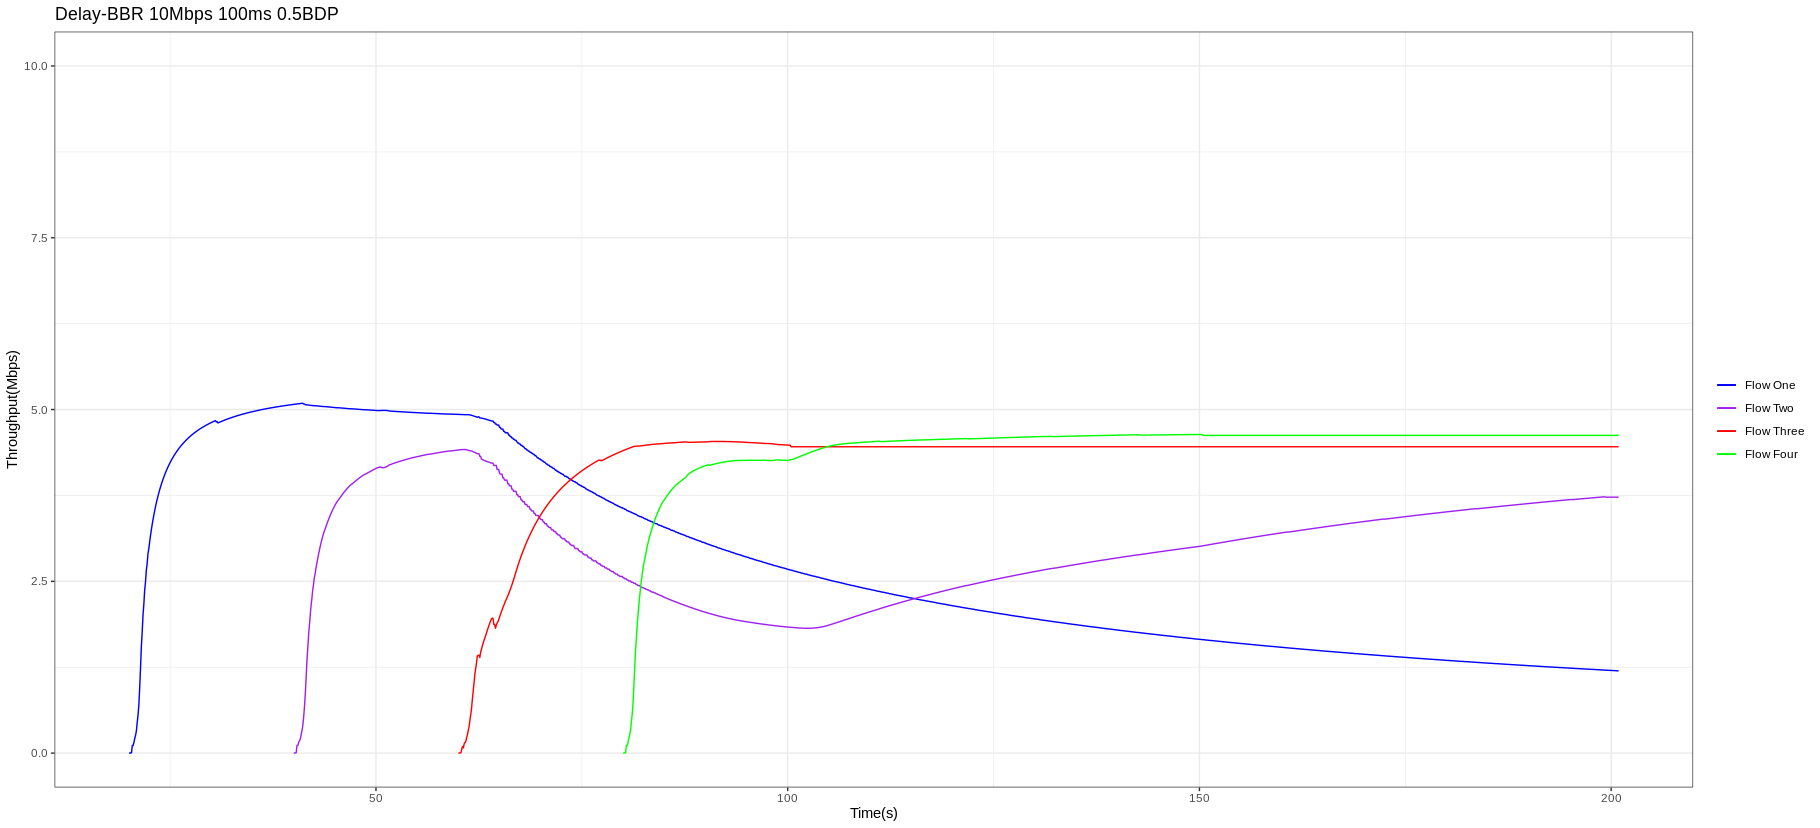 Delay-BBR 10Mbps 100ms 0.5BDP
10.0
7.5
5.0
2.5
0.0
Throughput(Mbps)
50
100
150
200
Time(s)
Flow One
Flow Two
Flow Three
Flow Four